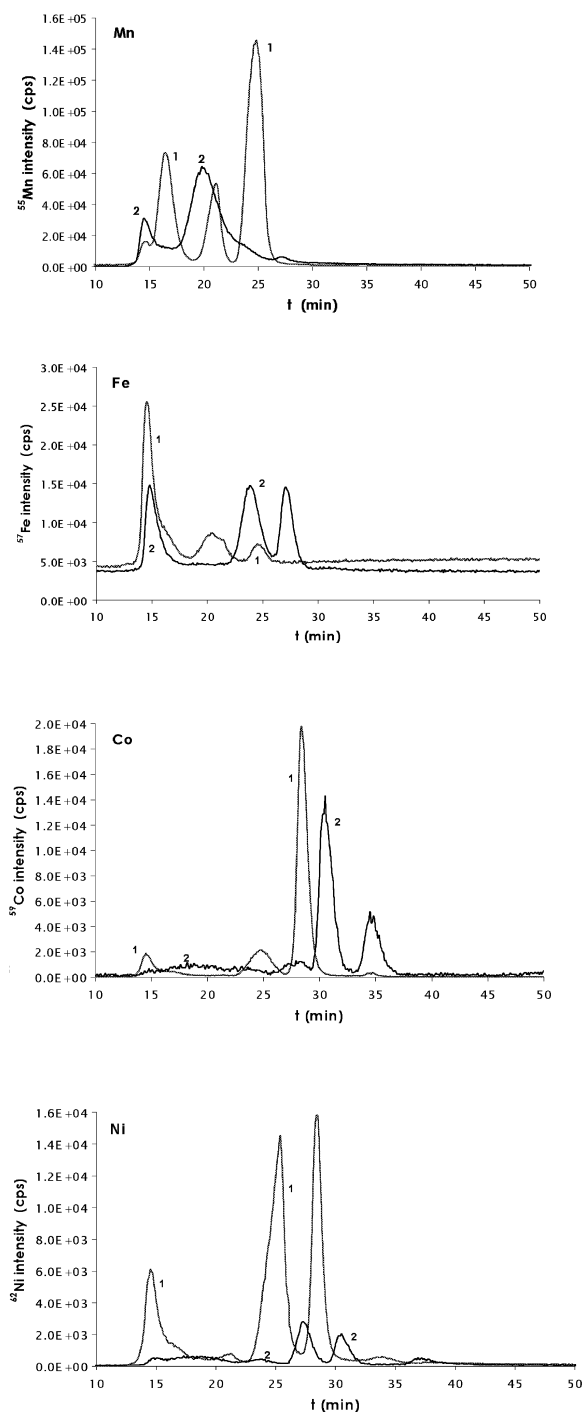 Mn
55Mn intensity (cps)
1.6E +05
1.4E +05
1.2E +05
1.0E +05
8.0E +04
6.0E +04
4.0E +04
2.0E +04
0.0E +00
1
1
2
2
10 15 20 25 30 35 40 45 50
t (min)
Fe
57Fe intensity (cps)
3.0E +04
2.5E +04
2.0E +04
1.5E +04
1.0E +04
5.0E +03
0.0E +00
1
2
2
1
10 15 20 25 30 35 40 45 50
t (min)
Co
59Co intensity (cps)
2.0E +04
1.8E +04
1.6E +04
1.4E +04
1.2E +04
1.0E +04
8.0E +03
6.0E +03
4.0E +03
2.0E +03
0.0E +00
1
2
1
2
10 15 20 25 30 35 40 45 50
t (min)
Ni
62Ni intensity (cps)
1.6E +04
1.4E +04
1.2E +04
1.0E +04
8.0E +03
6.0E +03
4.0E +03
2.0E +03
0.0E +00
1
1
2
2
10 15 20 25 30 35 40 45 50
t (min)